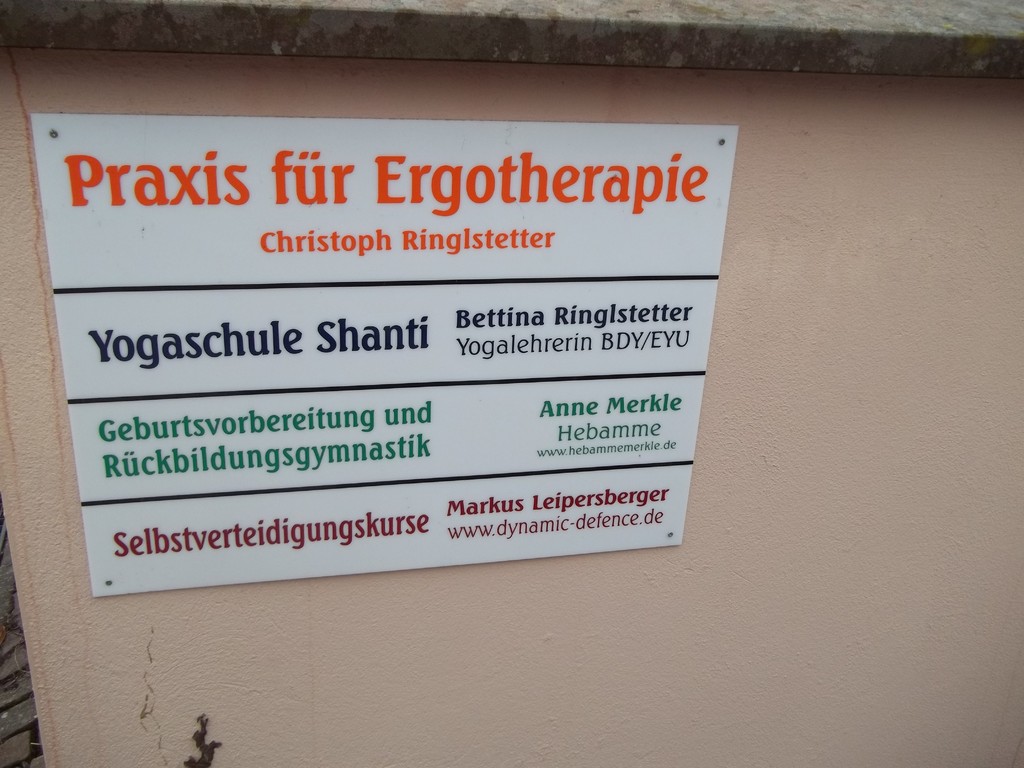 Praxis für Ergotherapie
Christoph Ringlstetter
Yogaschule Shanti
Bettina Ringlstetter
Yogalehrerin BDY/EYU
Geburtsvorbereitung und
Rückbildungsgymnastik
Anne Merkle
Hebamme
www.hebammemerkle.de
Selbstverteidigungskurse
Markus Leipersberger
www.dynamic-defence.de